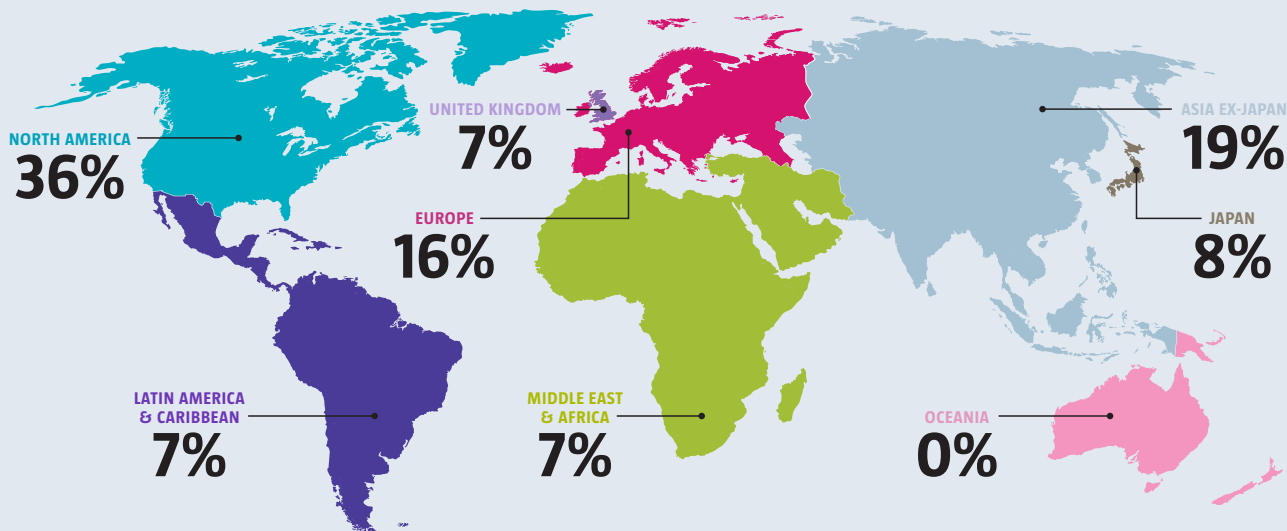 NORTH AMERICA
36%
UNITED KINGDOM
7%
EUROPE
16%
ASIA EX-JAPAN
19%
JAPAN
8%
LATIN AMERICA
& CARIBBEAN
7%
MIDDLE EAST
& AFRICA
7%
OCEANIA
0%